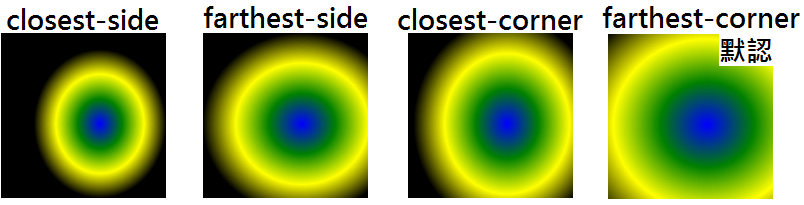 closest-side
farthest-side
closest-corner
farthest-corner
默認